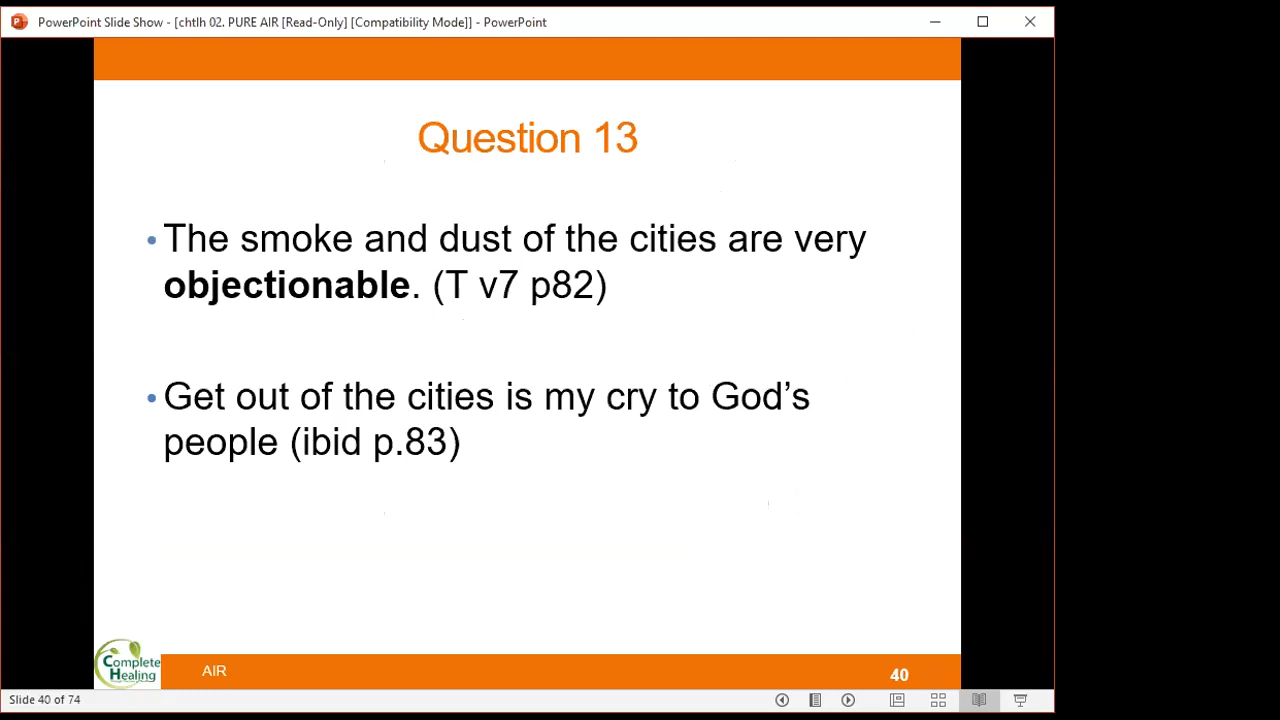 PowerPoint Slide Show - [chtlh 02. PURE AIR [Read-Only] [Compatibility Mode]] - PowerPoint
Question 13
• The smoke and dust of the cities are very
objectionable. (T v7 p82)
• Get out of the cities is my cry to God’s
people (ibid p.83)
Complete
Healing
AIR
40
Slide 40 of 74